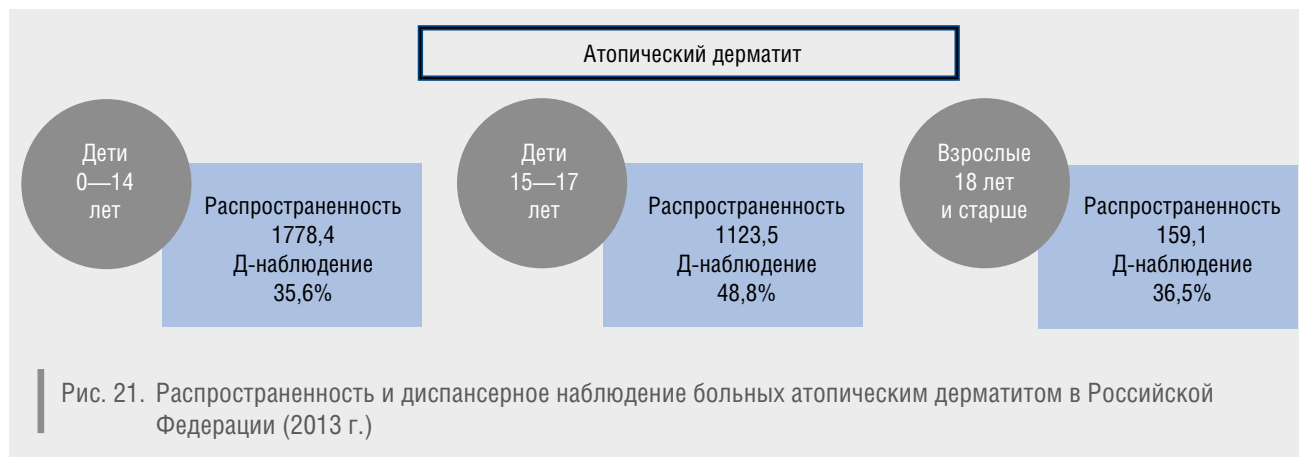 Атопический дерматит
Дети
0—14
лет
Распространенность
1778,4
Д-наблюдение
35,6%
Дети
15—17
лет
Распространенность
1123,5
Д-наблюдение
48,8%
Взрослые
18 лет
и старше
Распространенность
159,1
Д-наблюдение
36,5%
Рис. 21. Распространенность и диспансерное наблюдение больных атопическим дерматитом в Российской
Федерации (2013 г.)